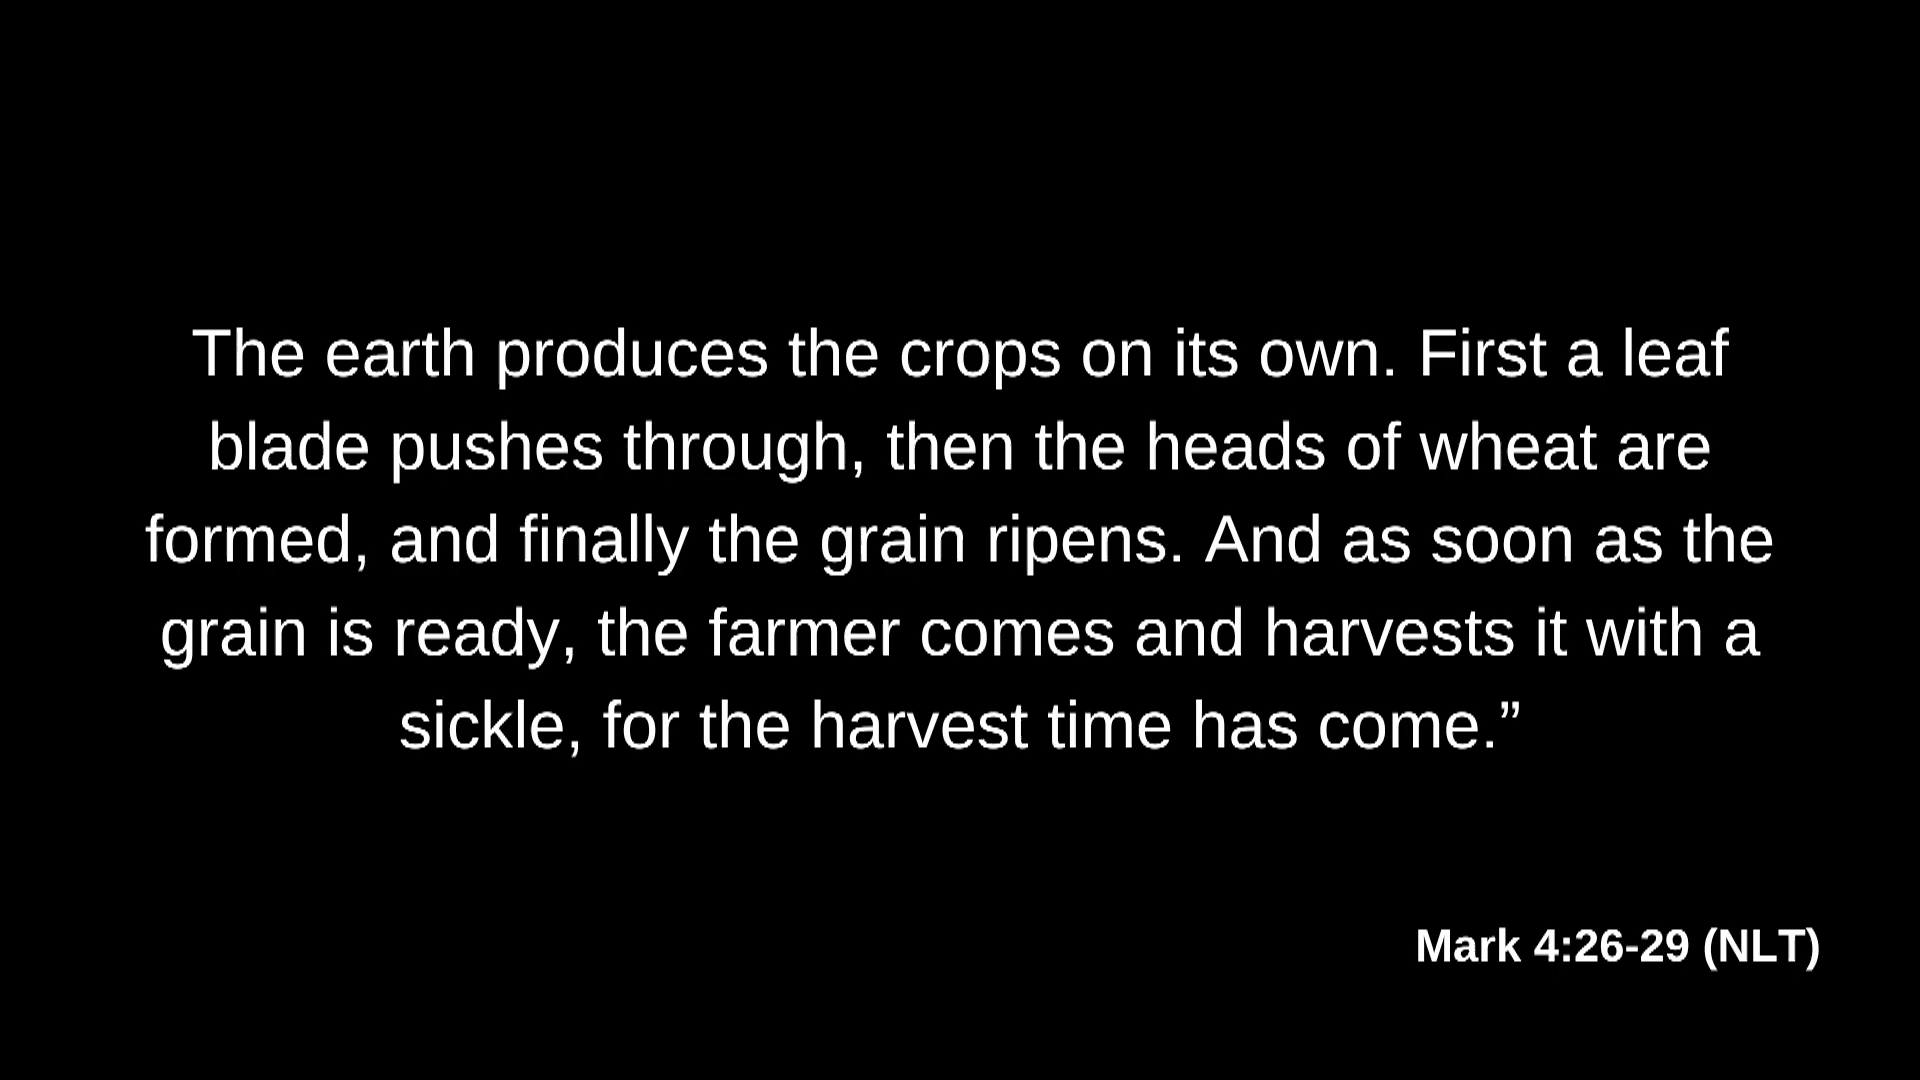 The earth produces the crops on its own. First a leaf
blade pushes through, then the heads of wheat are
formed, and finally the grain ripens. And as soon as the
grain is ready, the farmer comes and harvests it with a
sickle, for the harvest time has come.”
Mark 4:26-29 (NLT)